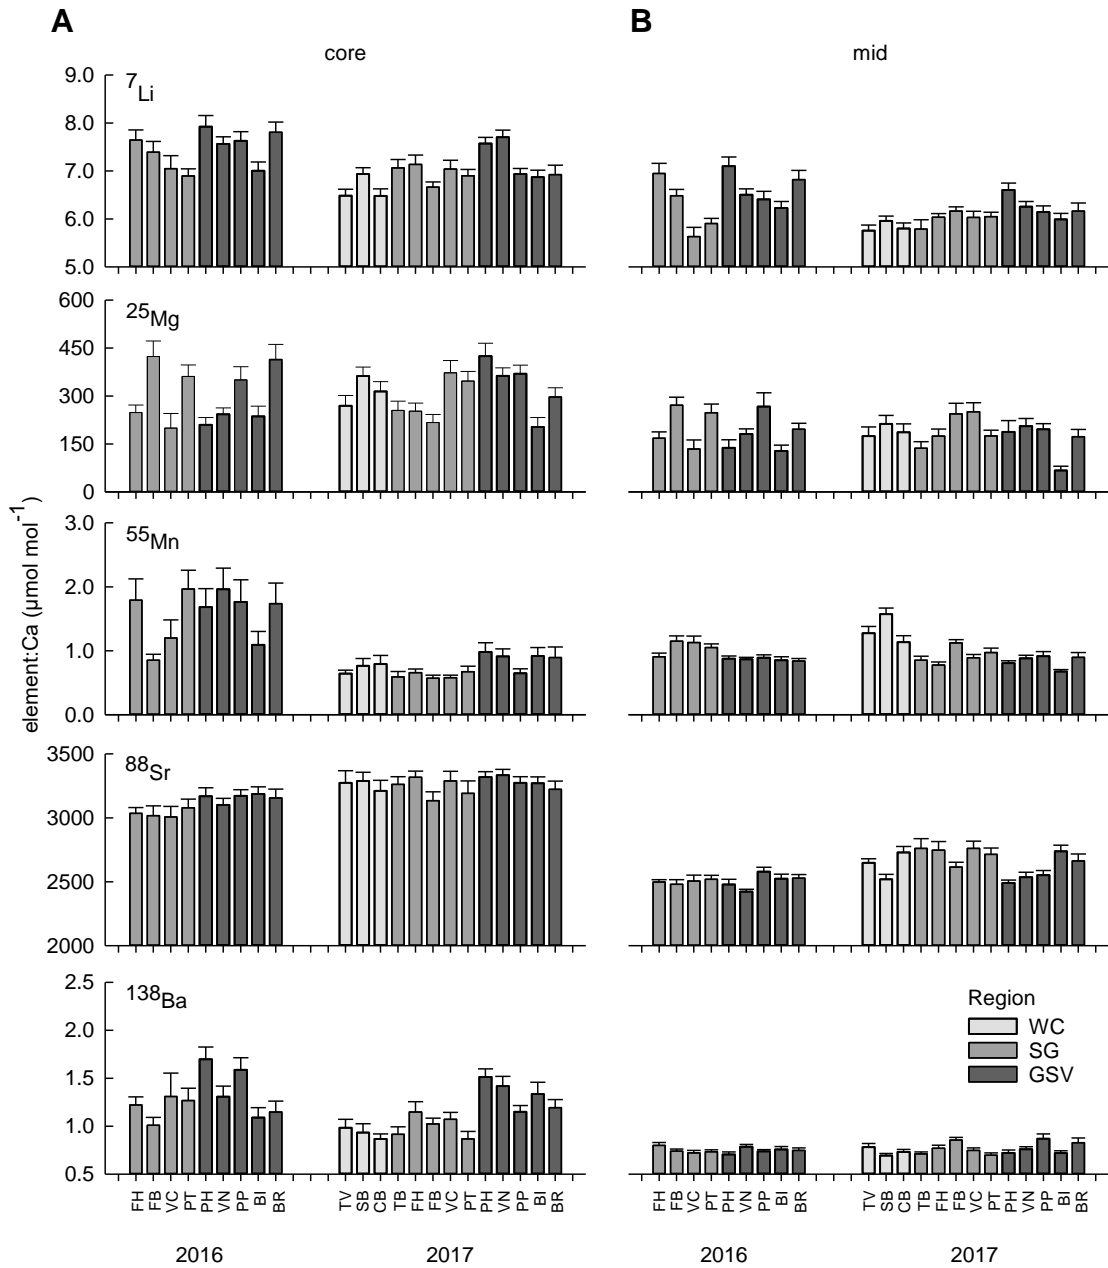 A
B
core
mid
element:Ca (µmol mol⁻¹)
⁷Li
9.0
8.0
7.0
6.0
5.0
²⁵Mg
600
450
300
150
0
⁵⁵Mn
3.0
2.0
1.0
0.0
⁸⁸Sr
3500
3000
2500
2000
¹³⁸Ba
2.5
2.0
1.5
1.0
0.5
Region
WC
SG
GSV
FH FB VC PT PH VN PP BI BR
TV SB CB TB FH FB VC PT PH VN PP BI BR
FH FB VC PT PH VN PP BI BR
TV SB CB TB FH FB VC PT PH VN PP BI BR
2016
2017
2016
2017